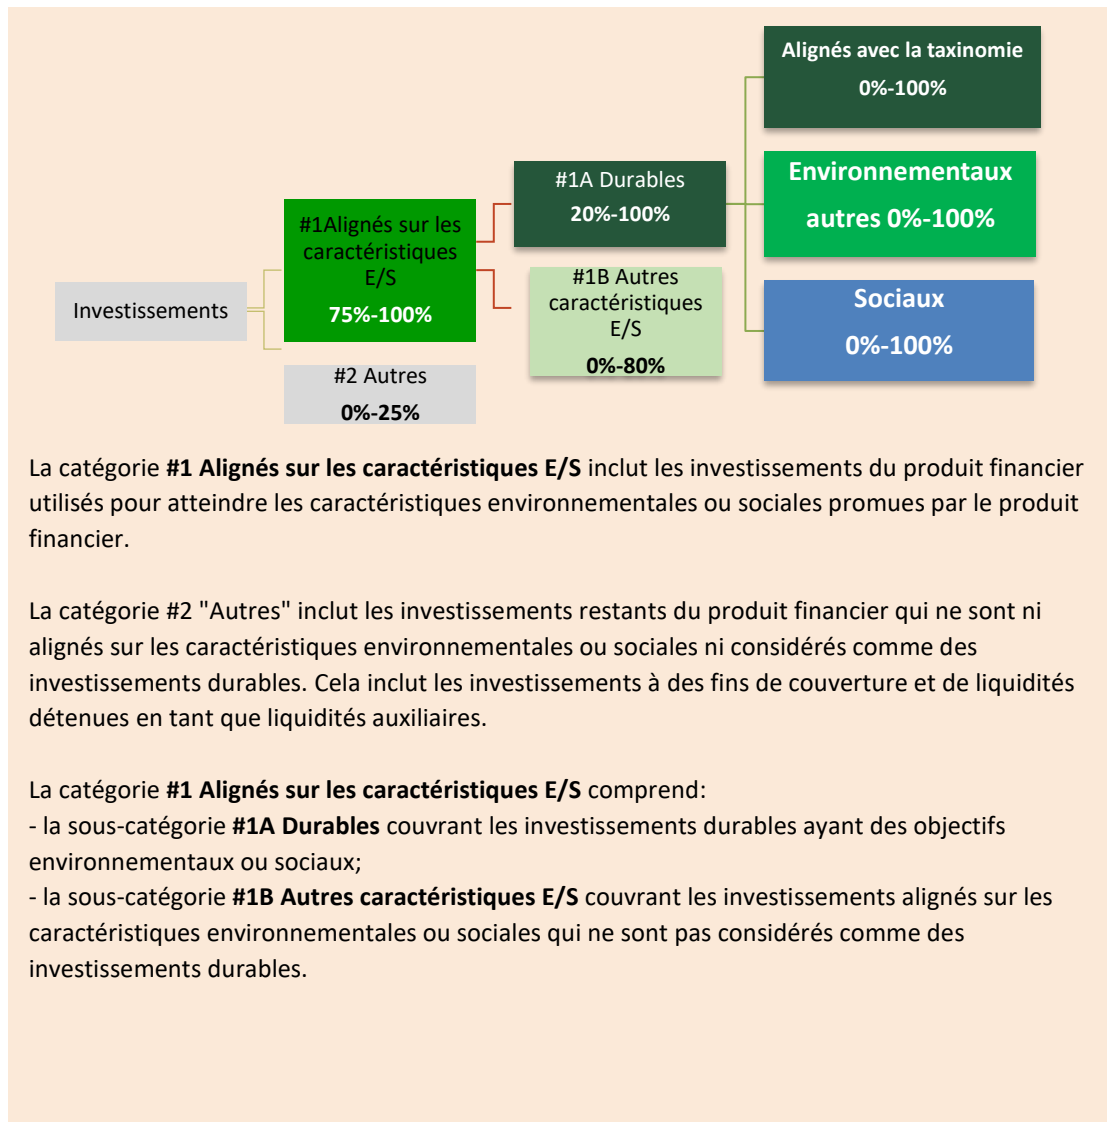 Investissements
#1Alignés sur les
caractéristiques
E/S
75%-100%
#2 Autres
0%-25%
#1A Durables
20%-100%
#1B Autres
caractéristiques
E/S
0%-80%
Alignés avec la taxinomie
0%-100%
Environnementaux
autres 0%-100%
Sociaux
0%-100%
La catégorie #1 Alignés sur les caractéristiques E/S inclut les investissements du produit financier
utilisés pour atteindre les caractéristiques environnementales ou sociales promues par le produit
financier.
La catégorie #2 "Autres" inclut les investissements restants du produit financier qui ne sont ni
alignés sur les caractéristiques environnementales ou sociales ni considérés comme des
investissements durables. Cela inclut les investissements à des fins de couverture et de liquidités
détenues en tant que liquidités auxiliaires.
La catégorie #1 Alignés sur les caractéristiques E/S comprend:
- la sous-catégorie #1A Durables couvrant les investissements durables ayant des objectifs
environnementaux ou sociaux;
- la sous-catégorie #1B Autres caractéristiques E/S couvrant les investissements alignés sur les
caractéristiques environnementales ou sociales qui ne sont pas considérés comme des
investissements durables.